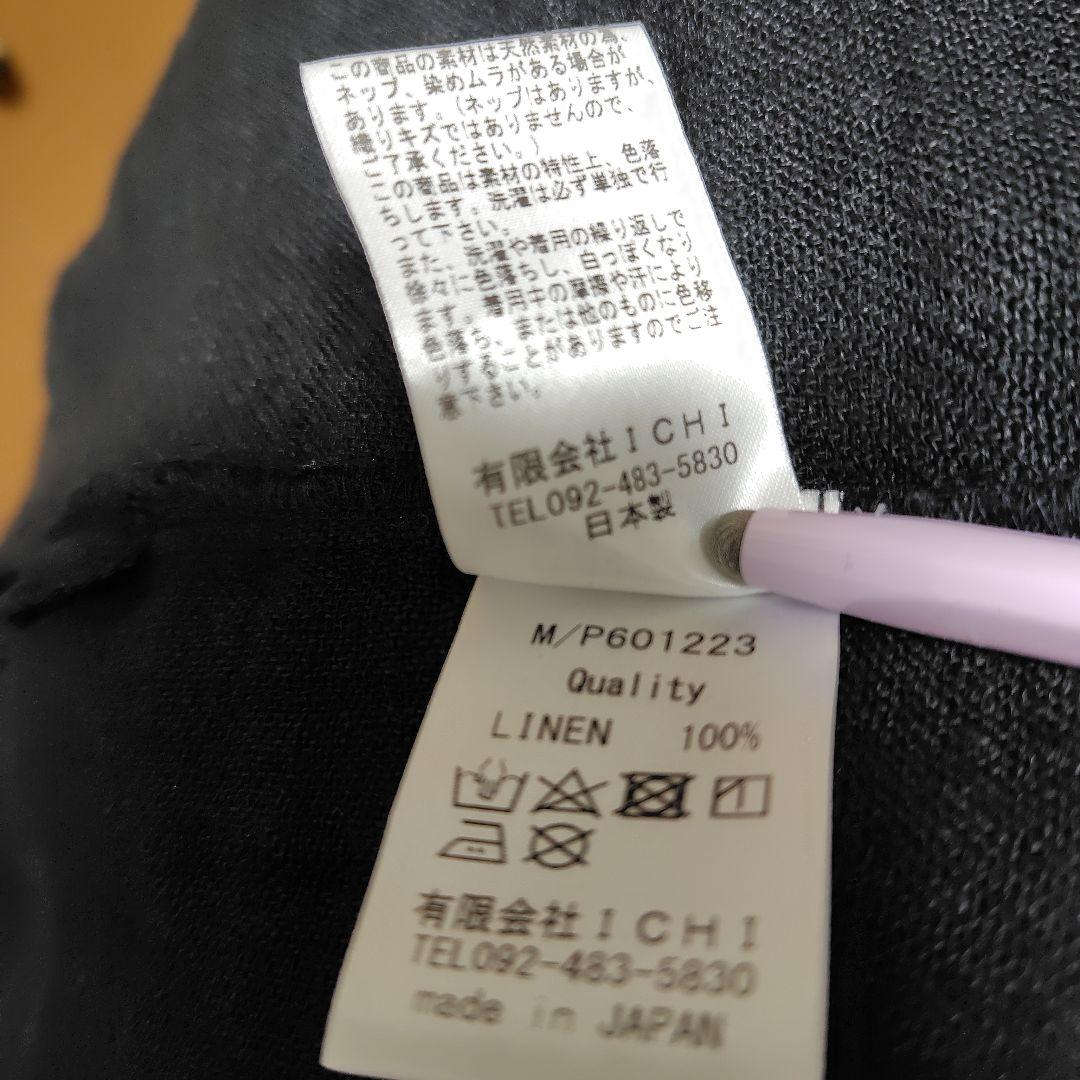 この商品の素材は天然素材の為、
ネップ、染めムラがある場合が
あります。(ネップはありますが、
織りキズではありませんので、
ご了承ください。)
この商品は素材の特性上、色落
ちします。洗濯は必ず単独で行
って下さい。
また、洗濯や着用の繰り返しで
徐々に色落ちし、白っぽくなり
ます。着用中の摩擦や汗により
色落ち、または他のものに色移
りすることがありますのでご注
意下さい。
有限会社ICHI
TEL092-483-5830
日本製
M/P601223
Quality
LINEN 100%
有限会社ICHI
TEL092-483-5830
made in JAPAN